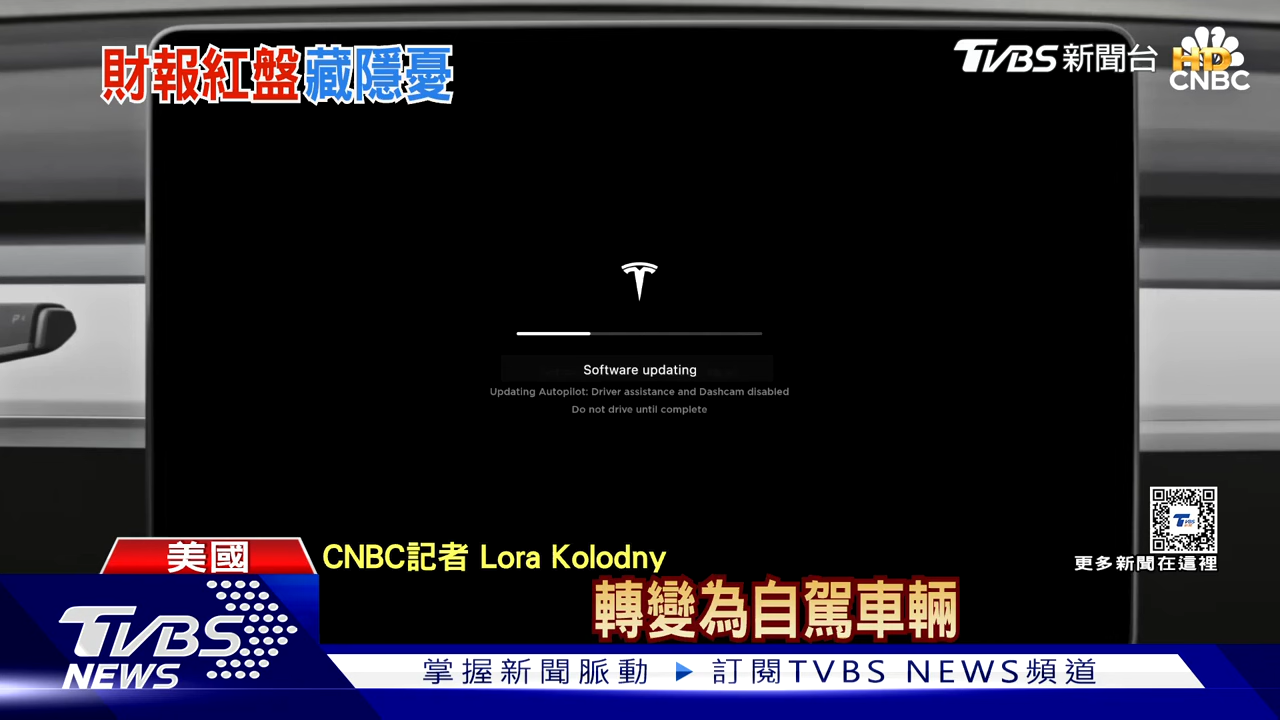 財報紅盤藏隱憂
TVBS新聞台
HD
CNBC
Software updating
Updating Autopilot: Driver assistance and Dashcam disabled
Do not drive until complete
TVBS
更多新聞在這裡
美國
CNBC記者 Lora Kolodny
轉變為自駕車輛
TVBS
NEWS
掌握新聞脈動 ▶ 訂閱TVBS NEWS頻道